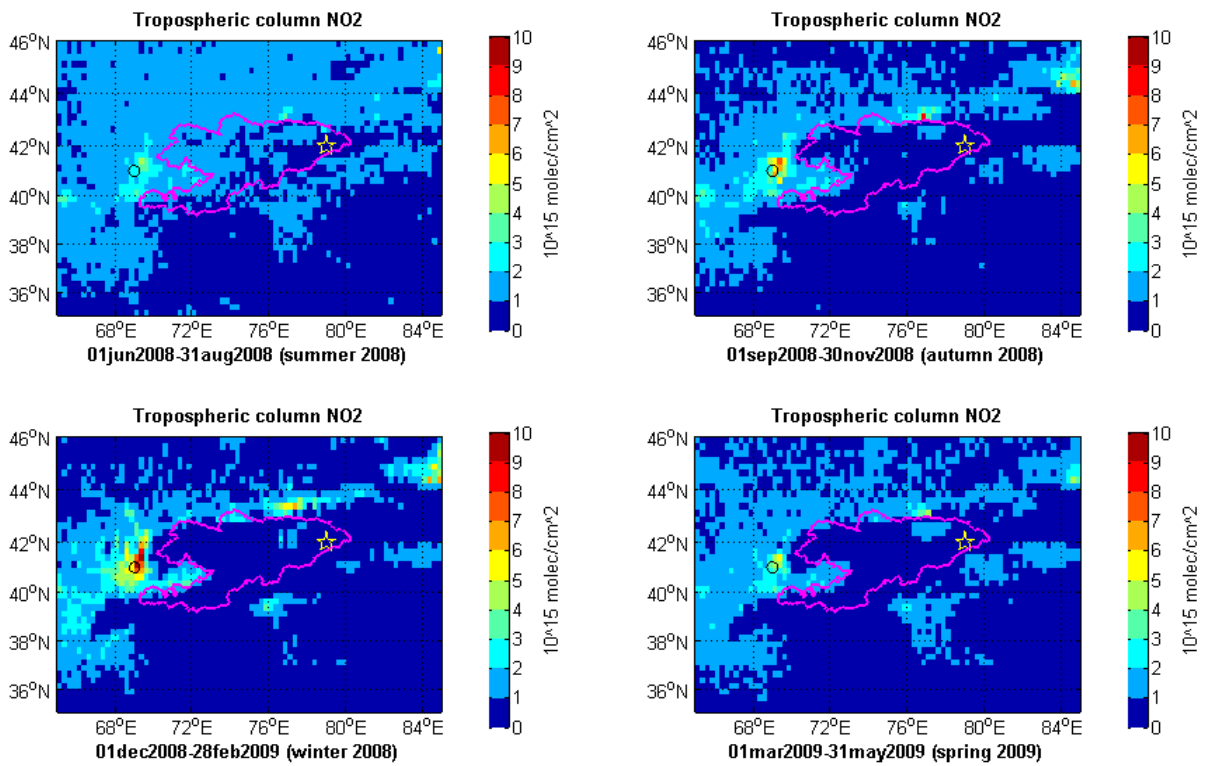 Tropospheric column NO2
46°N
44°N
42°N
40°N
38°N
36°N
68°E 72°E 76°E 80°E 84°E
01jun2008-31aug2008 (summer 2008)
10
9
8
7
6
5
4
3
2
1
0
10^15 molec/cm^2
Tropospheric column NO2
46°N
44°N
42°N
40°N
38°N
36°N
68°E 72°E 76°E 80°E 84°E
01sep2008-30nov2008 (autumn 2008)
10
9
8
7
6
5
4
3
2
1
0
10^15 molec/cm^2
Tropospheric column NO2
46°N
44°N
42°N
40°N
38°N
36°N
68°E 72°E 76°E 80°E 84°E
01dec2008-28feb2009 (winter 2008)
10
9
8
7
6
5
4
3
2
1
0
10^15 molec/cm^2
Tropospheric column NO2
46°N
44°N
42°N
40°N
38°N
36°N
68°E 72°E 76°E 80°E 84°E
01mar2009-31may2009 (spring 2009)
10
9
8
7
6
5
4
3
2
1
0
10^15 molec/cm^2